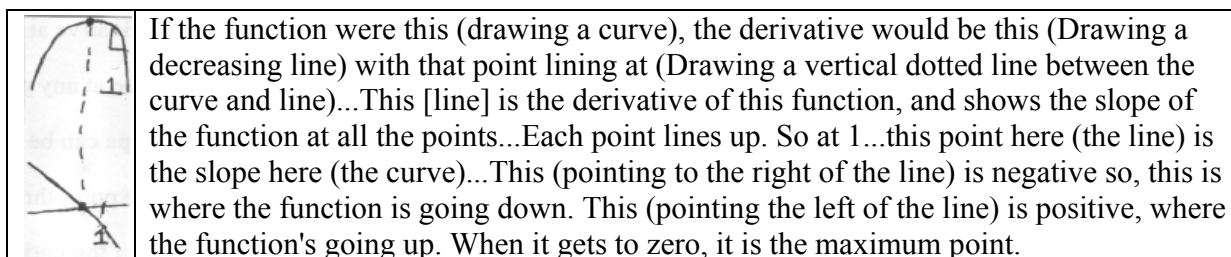 If the function were this (drawing a curve), the derivative would be this (Drawing a
decreasing line) with that point lining at (Drawing a vertical dotted line between the
curve and line)...This [line] is the derivative of this function, and shows the slope of
the function at all the points...Each point lines up. So at 1...this point here (the line) is
the slope here (the curve)...This (pointing to the right of the line) is negative so, this is
where the function is going down. This (pointing the left of the line) is positive, where
the function's going up. When it gets to zero, it is the maximum point.
1
1